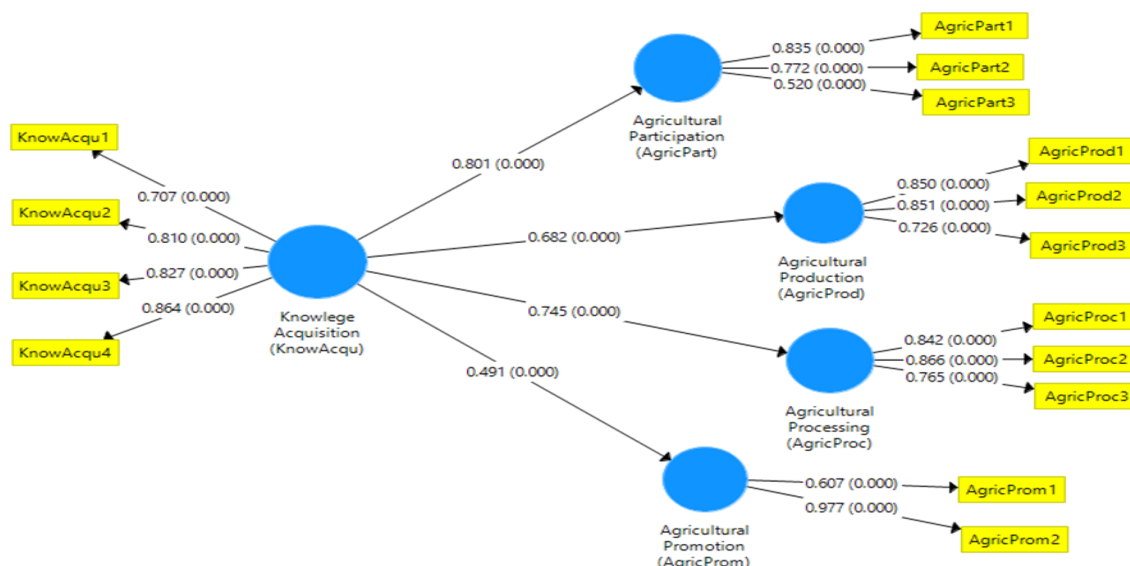 AgricPart1
0.835 (0.000)
AgricPart2
0.772 (0.000)
0.520 (0.000)
AgricPart3
Agricultural
Participation
(AgricPart)
KnowAcqu1
0.801 (0.000)
AgricProd1
0.850 (0.000)
0.707 (0.000)
AgricProd2
0.851 (0.000)
KnowAcqu2
0.810 (0.000)
0.682 (0.000)
0.726 (0.000)
AgricProd3
Agricultural
Production
(AgricProd)
KnowAcqu3
0.827 (0.000)
0.864 (0.000)
Knowlege
Acquisition
(KnowAcqu)
0.745 (0.000)
AgricProc1
0.842 (0.000)
KnowAcqu4
0.866 (0.000)
AgricProc2
0.491 (0.000)
0.765 (0.000)
AgricProc3
Agricultural
Processing
(AgricProc)
0.607 (0.000)
AgricProm1
0.977 (0.000)
AgricProm2
Agricultural
Promotion
(AgricProm)